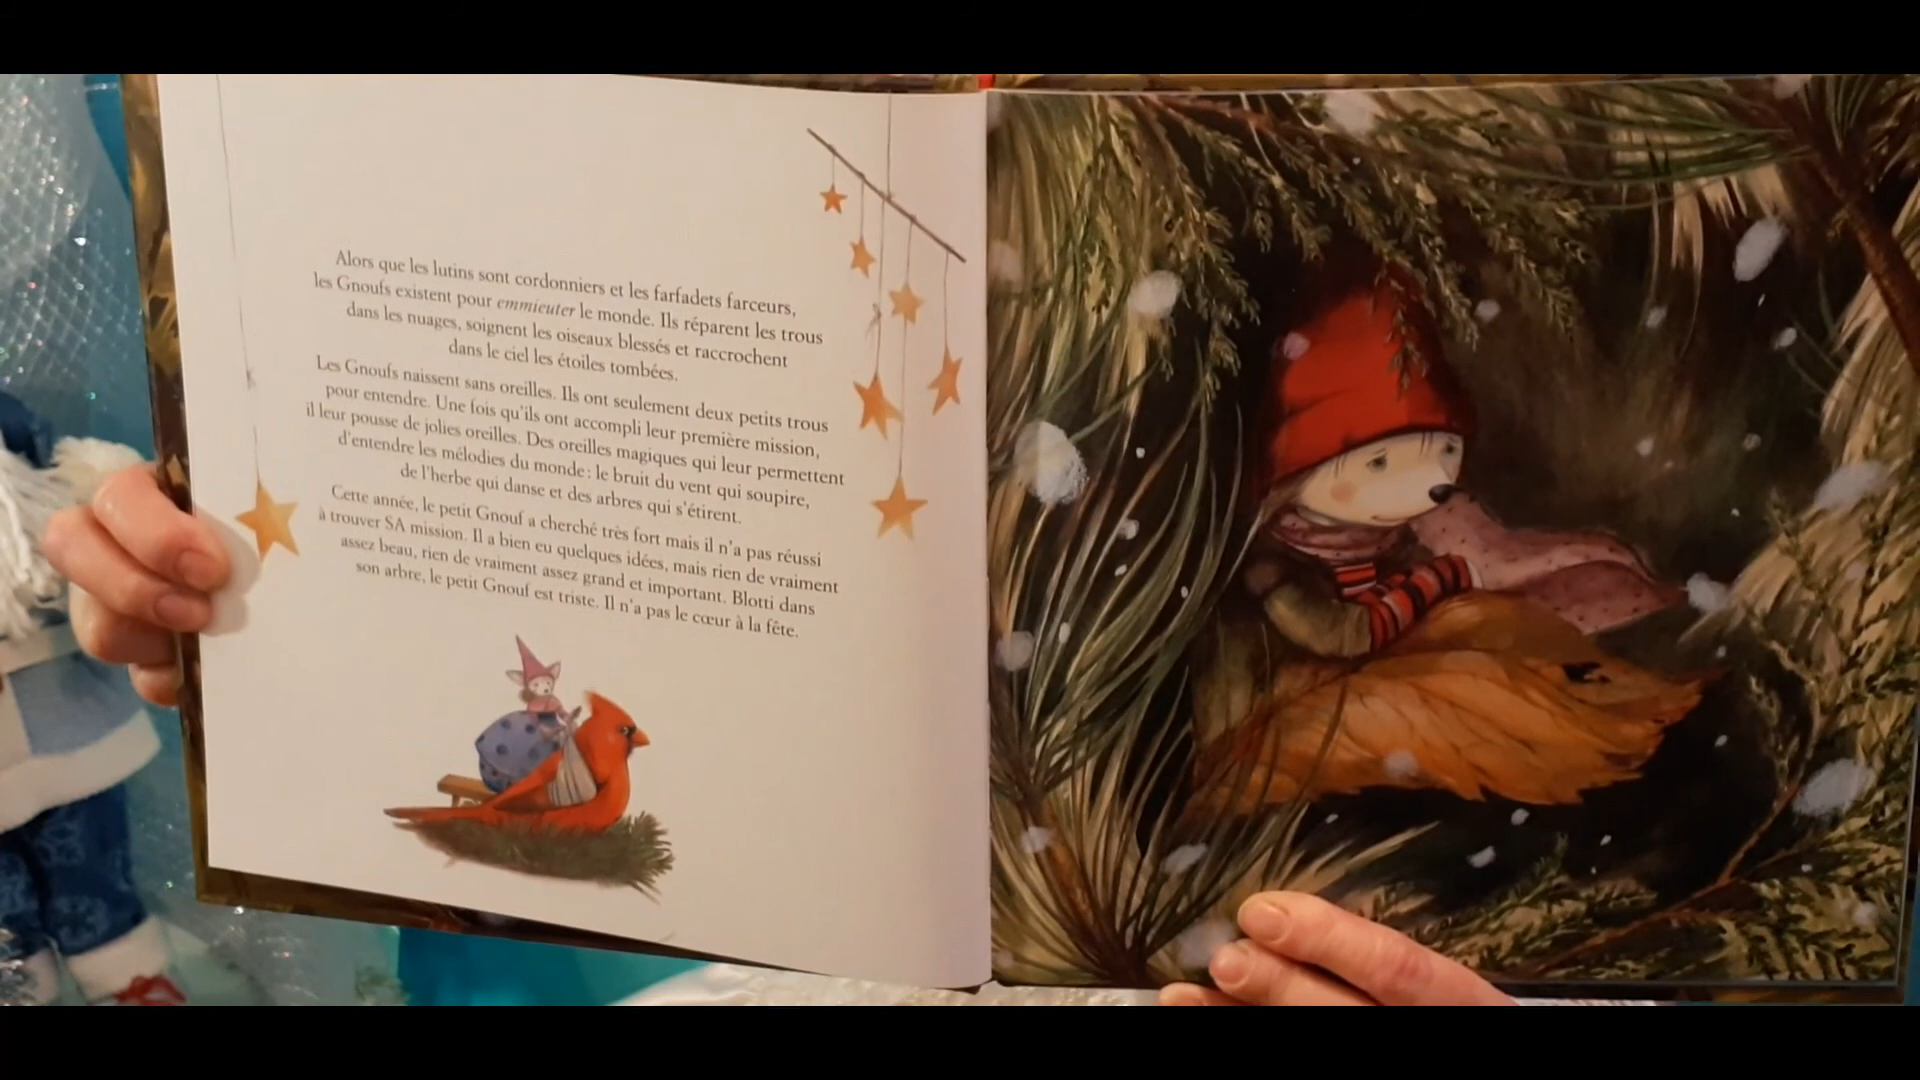 Alors que les lutins sont cordonniers et les farfadets farceurs,
les Gnoufs existent pour emmieuter le monde. Ils réparent les trous
dans les nuages, soignent les oiseaux blessés et raccrochent
dans le ciel les étoiles tombées.
Les Gnoufs naissent sans oreilles. Ils ont seulement deux petits trous
pour entendre. Une fois qu'ils ont accompli leur première mission,
il leur pousse de jolies oreilles. Des oreilles magiques qui leur permettent
d'entendre les mélodies du monde : le bruit du vent qui soupire,
de l'herbe qui danse et des arbres qui s'étirent.
Cette année, le petit Gnouf a cherché très fort mais il n'a pas réussi
à trouver SA mission. Il a bien eu quelques idées, mais rien de vraiment
assez beau, rien de vraiment assez grand et important. Blotti dans
son arbre, le petit Gnouf est triste. Il n'a pas le cœur à la fête.